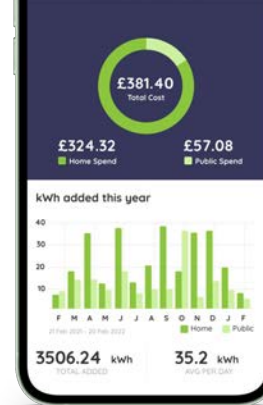 £381.40
Total Cost
£324.32 £57.08
Home Spend Public Spend
kWh added this year
40
30
20
10
F M A M J J A S O N D J F
21 Feb 2021 - 20 Feb 2022 Home Public
3506.24 kWh 35.2 kWh
TOTAL ADDED AVG PER DAY